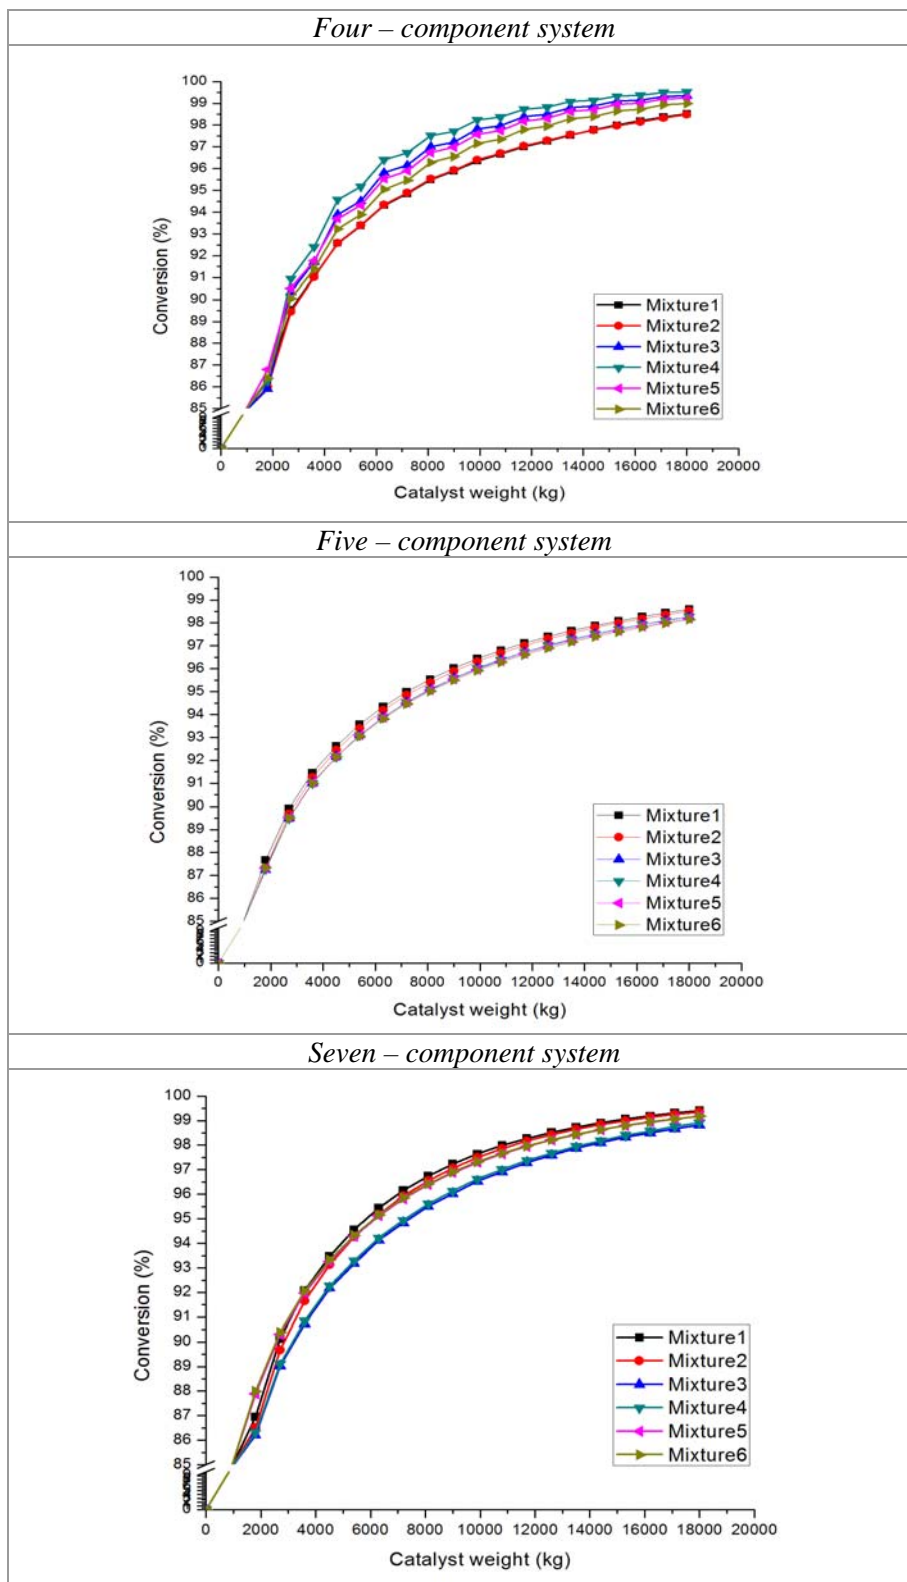 Four – component system
100
99
98
97
96
95
94
93
92
91
90
89
88
87
86
85
0
Conversion (%)
Mixture1
Mixture2
Mixture3
Mixture4
Mixture5
Mixture6
0 2000 4000 6000 8000 10000 12000 14000 16000 18000 20000
Catalyst weight (kg)
Five – component system
100
99
98
97
96
95
94
93
92
91
90
89
88
87
86
85
0
Conversion (%)
Mixture1
Mixture2
Mixture3
Mixture4
Mixture5
Mixture6
0 2000 4000 6000 8000 10000 12000 14000 16000 18000 20000
Catalyst weight (kg)
Seven – component system
100
99
98
97
96
95
94
93
92
91
90
89
88
87
86
85
0
Conversion (%)
Mixture1
Mixture2
Mixture3
Mixture4
Mixture5
Mixture6
0 2000 4000 6000 8000 10000 12000 14000 16000 18000 20000
Catalyst weight (kg)